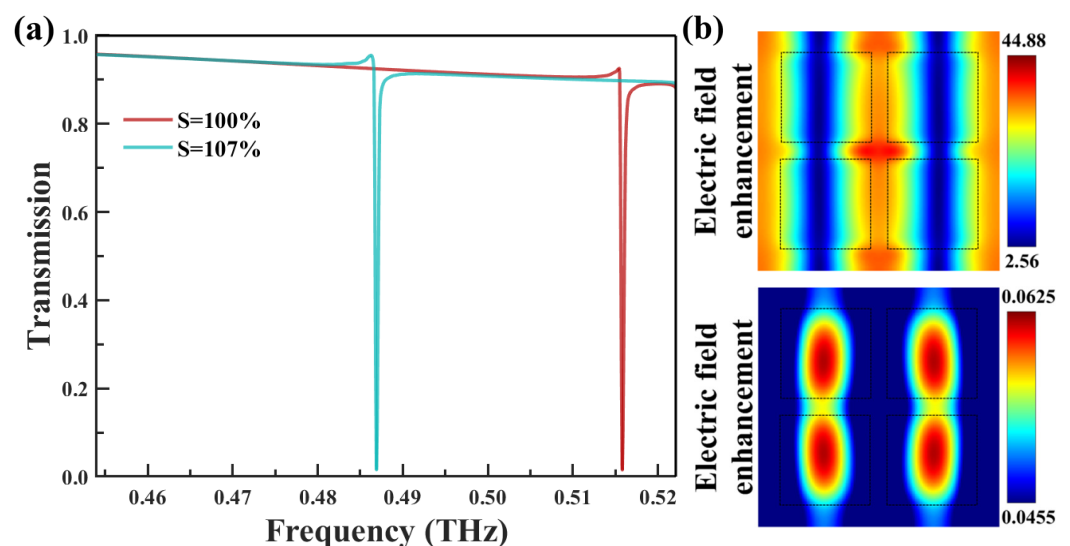 (a)
1.0
0.8
0.6
0.4
0.2
0.0
Transmission
S=100%
S=107%
0.46
0.47
0.48
0.49
0.50
0.51
0.52
Frequency (THz)
(b)
Electric field
enhancement
44.88
2.56
Electric field
enhancement
0.0625
0.0455